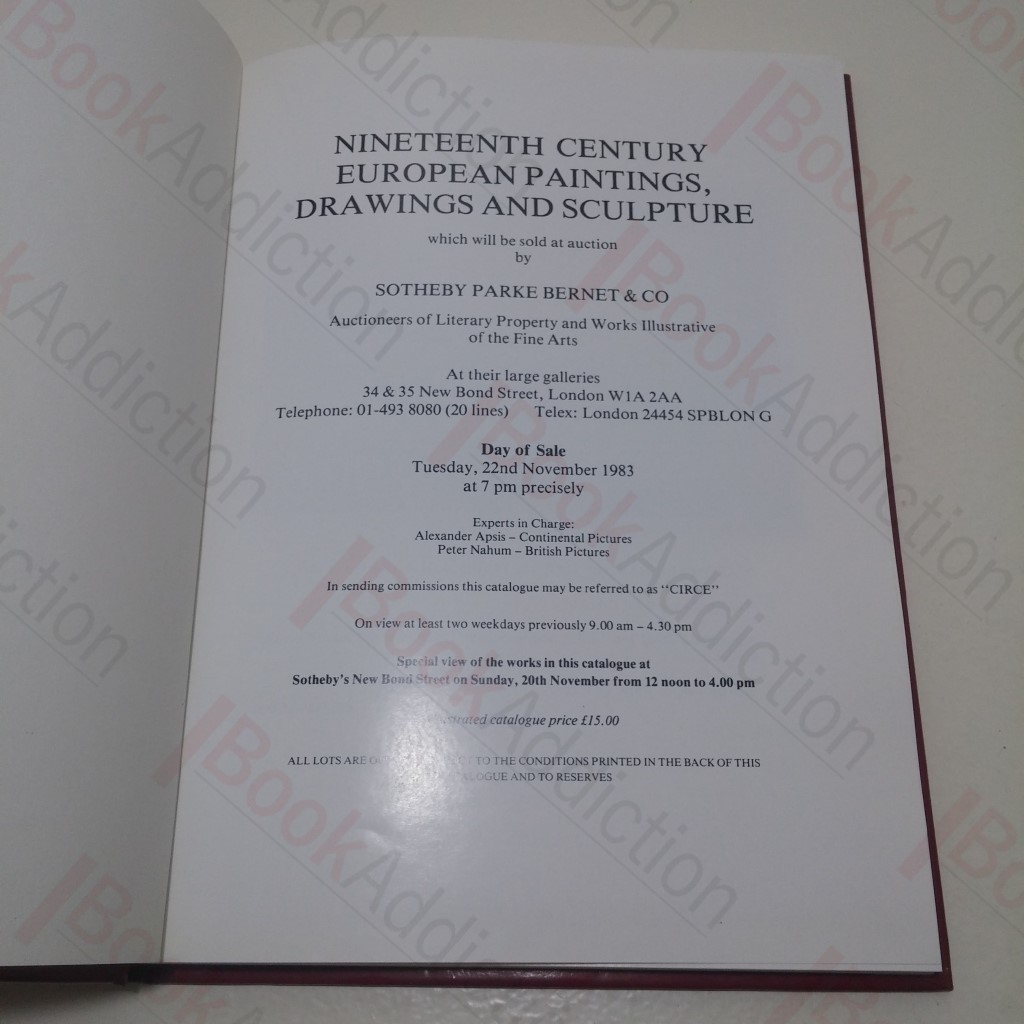 NINETEENTH CENTURY
EUROPEAN PAINTINGS,
DRAWINGS AND SCULPTURE
which will be sold at auction
by
SOTHEBY PARKE BERNET & CO
Auctioneers of Literary Property and Works Illustrative
of the Fine Arts
At their large galleries
34 & 35 New Bond Street, London W1A 2AA
Telephone: 01-493 8080 (20 lines) Telex: London 24454 SPBLON G
Day of Sale
Tuesday, 22nd November 1983
at 7 pm precisely
Experts in Charge:
Alexander Apsis – Continental Pictures
Peter Nahum – British Pictures
In sending commissions this catalogue may be referred to as "CIRCE"
On view at least two weekdays previously 9.00 am – 4.30 pm
Special view of the works in this catalogue at
Sotheby's New Bond Street on Sunday, 20th November from 12 noon to 4.00 pm
catalogue price £15.00
ALL LOTS ARE TO THE CONDITIONS PRINTED IN THE BACK OF THIS
AND TO RESERVES
BookAddiction